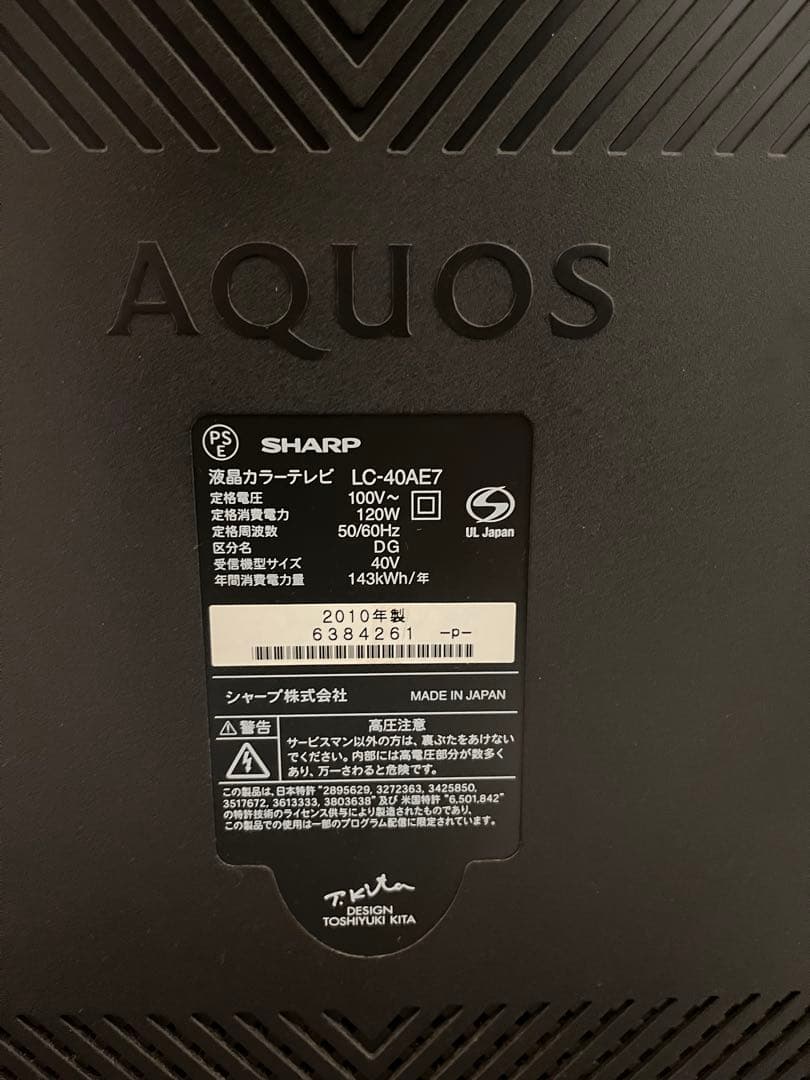 AQUOS
PS
E
SHARP
液晶カラーテレビ LC-40AE7
定格電圧 100V～
定格消費電力 120W
定格周波数 50/60Hz
区分名 DG
受信機型サイズ 40V
年間消費電力量 143kWh/年
S
UL Japan
2010年製
6384261 -p-
シャープ株式会社 MADE IN JAPAN
警告
高圧注意
サービスマン以外の方は、裏ぶたをあけない
でください。内部には高電圧部分が数多く
あり、万一さわると危険です。
この製品は、日本特許 "2895629, 3272363, 3425850,
3517672, 3613333, 3803638" 及び 米国特許 "6,501,842"
の特許技術のライセンス供与により製造されたもので、
この製品での使用は一部のプログラム配信に限定されています。
T.Kita
DESIGN
TOSHIYUKI KITA